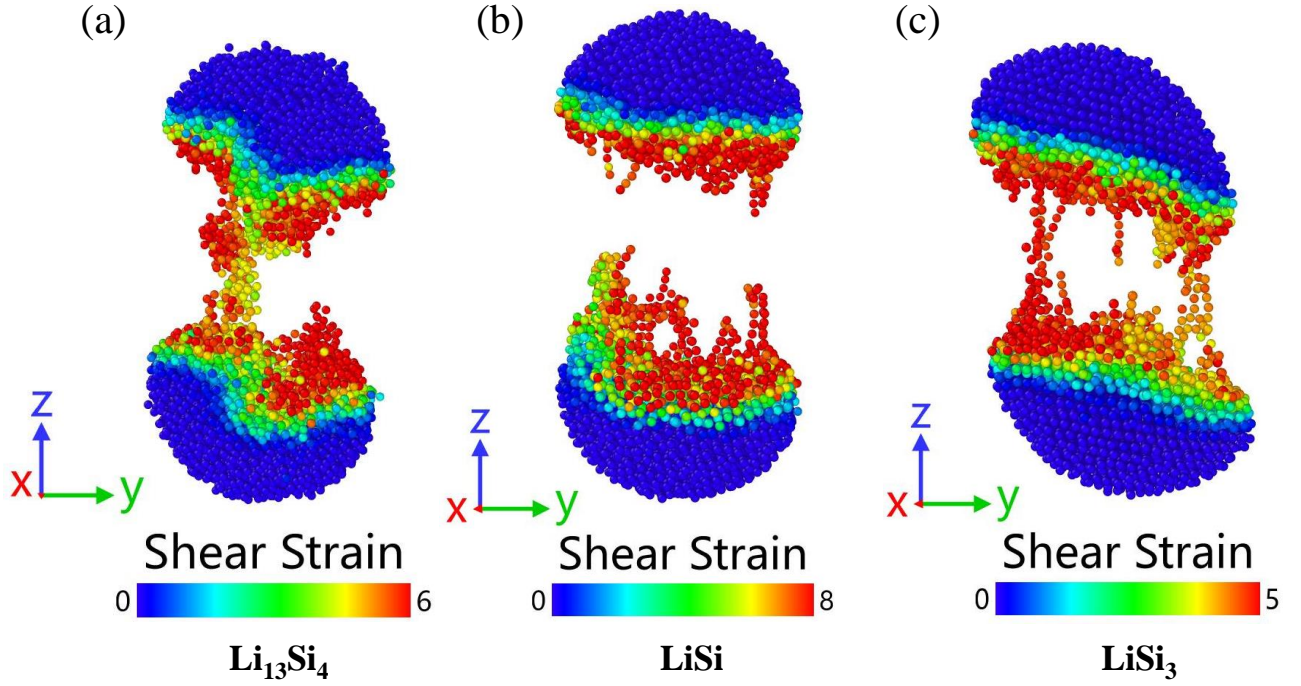 (a)
(b)
(c)
z
x
y
z
x
y
z
x
y
Shear Strain
0
6
Shear Strain
0
8
Shear Strain
0
5
Li₁₃Si₄
LiSi
LiSi₃